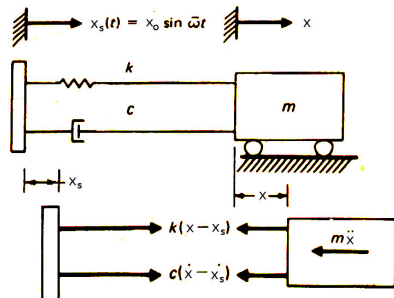 xₛ(t) = x₀ sin ω̄t
x
k
c
m
xₛ
x
k(x − xₛ)
mẍ
c(ẋ − ẋₛ)